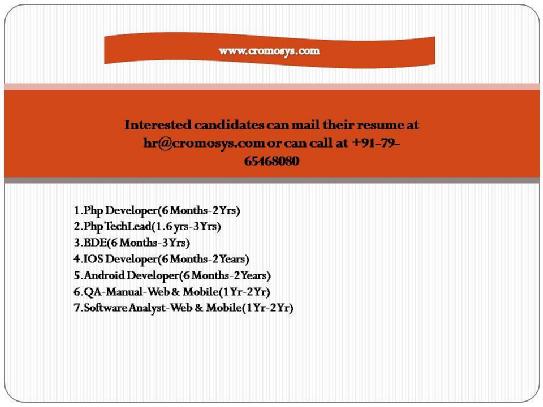 www.cromosys.com
Interested candidates can mail their resume at
hr@cromosys.com or can call at +91-79-
65468080
1.Php Developer(6 Months-2Yrs)
2.Php TechLead(1.6 yrs-3Yrs)
3.BDE(6 Months-3Yrs)
4.IOS Developer(6 Months-2Years)
5.Android Developer(6 Months-2Years)
6.QA-Manual-Web & Mobile(1Yr-2Yr)
7.Software Analyst-Web & Mobile(1Yr-2Yr)